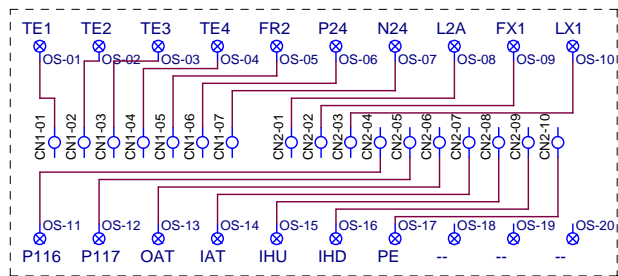 TE1 TE2 TE3 TE4 FR2 P24 N24 L2A FX1 LX1
OS-01 OS-02 OS-03 OS-04 OS-05 OS-06 OS-07 OS-08 OS-09 OS-10
CN1-01 CN1-02 CN1-03 CN1-04 CN1-05 CN1-06 CN1-07 CN2-01 CN2-02 CN2-03 CN2-04 CN2-05 CN2-06 CN2-07 CN2-08 CN2-09 CN2-10
OS-11 OS-12 OS-13 OS-14 OS-15 OS-16 OS-17 OS-18 OS-19 OS-20
P116 P117 OAT IAT IHU IHD PE -- -- --